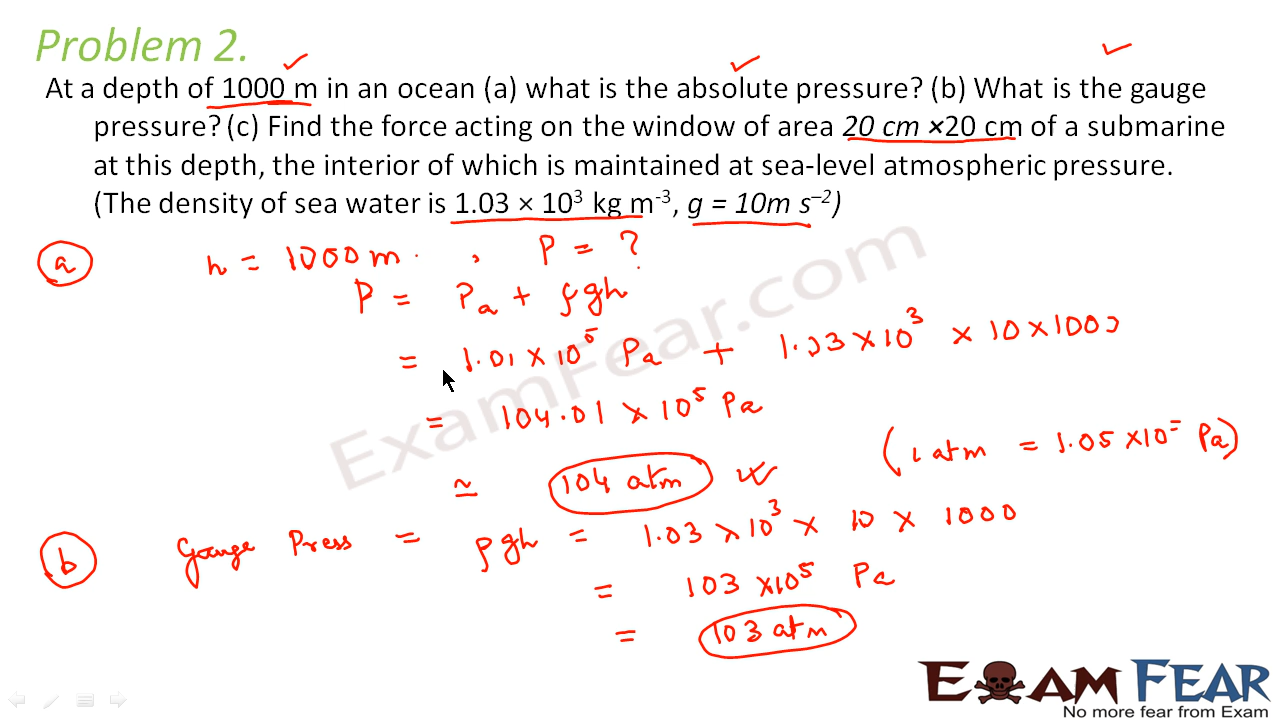 Problem 2.
At a depth of 1000 m in an ocean (a) what is the absolute pressure? (b) What is the gauge
pressure? (c) Find the force acting on the window of area 20 cm ×20 cm of a submarine
at this depth, the interior of which is maintained at sea-level atmospheric pressure.
(The density of sea water is 1.03 × 10³ kg m⁻³, g = 10m s⁻²)
a h = 1000 m. , P = ?
P = Pa + ρgh
= 1.01 × 10⁵ Pa + 1.03 × 10³ × 10 × 1000
= 104.01 × 10⁵ Pa
≃ 104 atm (1 atm = 1.05 × 10⁵ Pa)
b Gauge Press = ρgh = 1.03 × 10³ × 10 × 1000
= 103 × 10⁵ Pa
= 103 atm
ExamFear.com
EXAM FEAR
No more fear from Exam